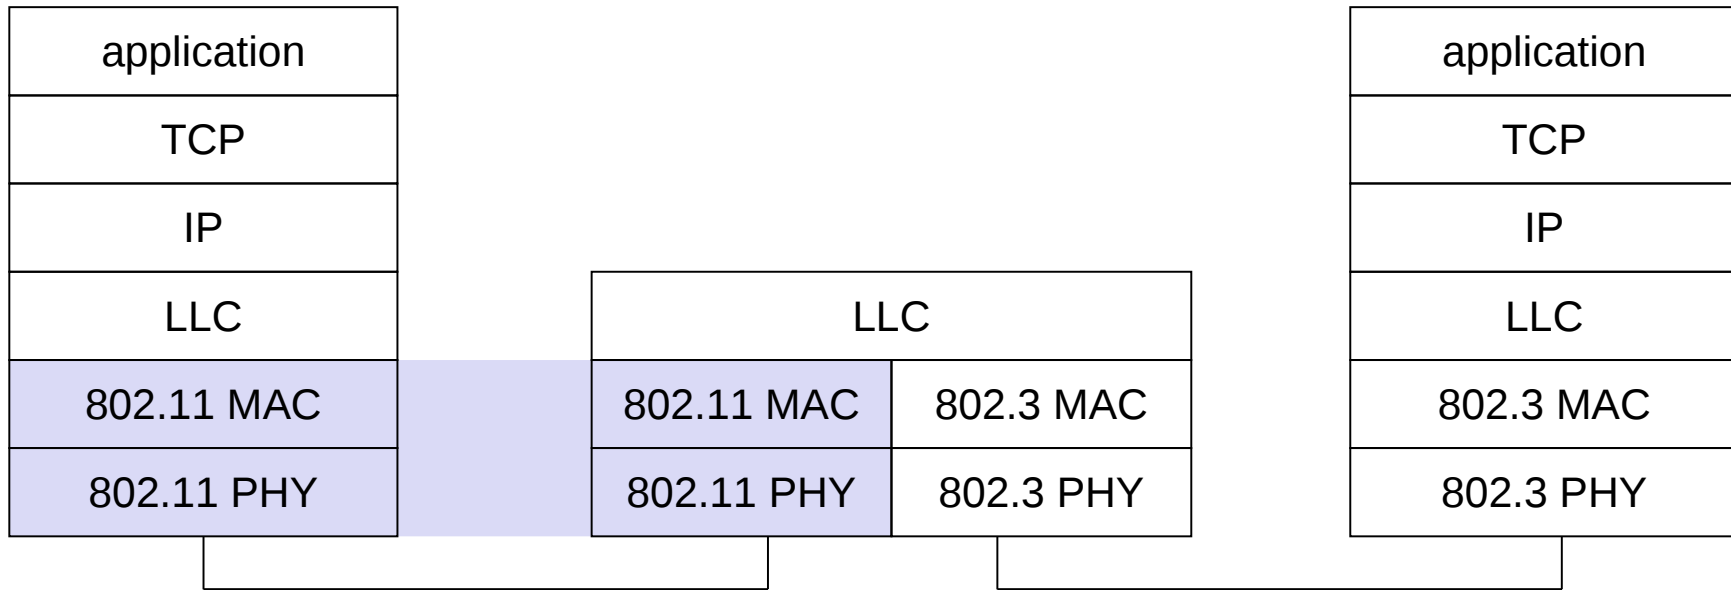 application
TCP
IP
LLC
802.11 MAC
802.11 PHY
LLC
802.11 MAC
802.3 MAC
802.11 PHY
802.3 PHY
application
TCP
IP
LLC
802.3 MAC
802.3 PHY